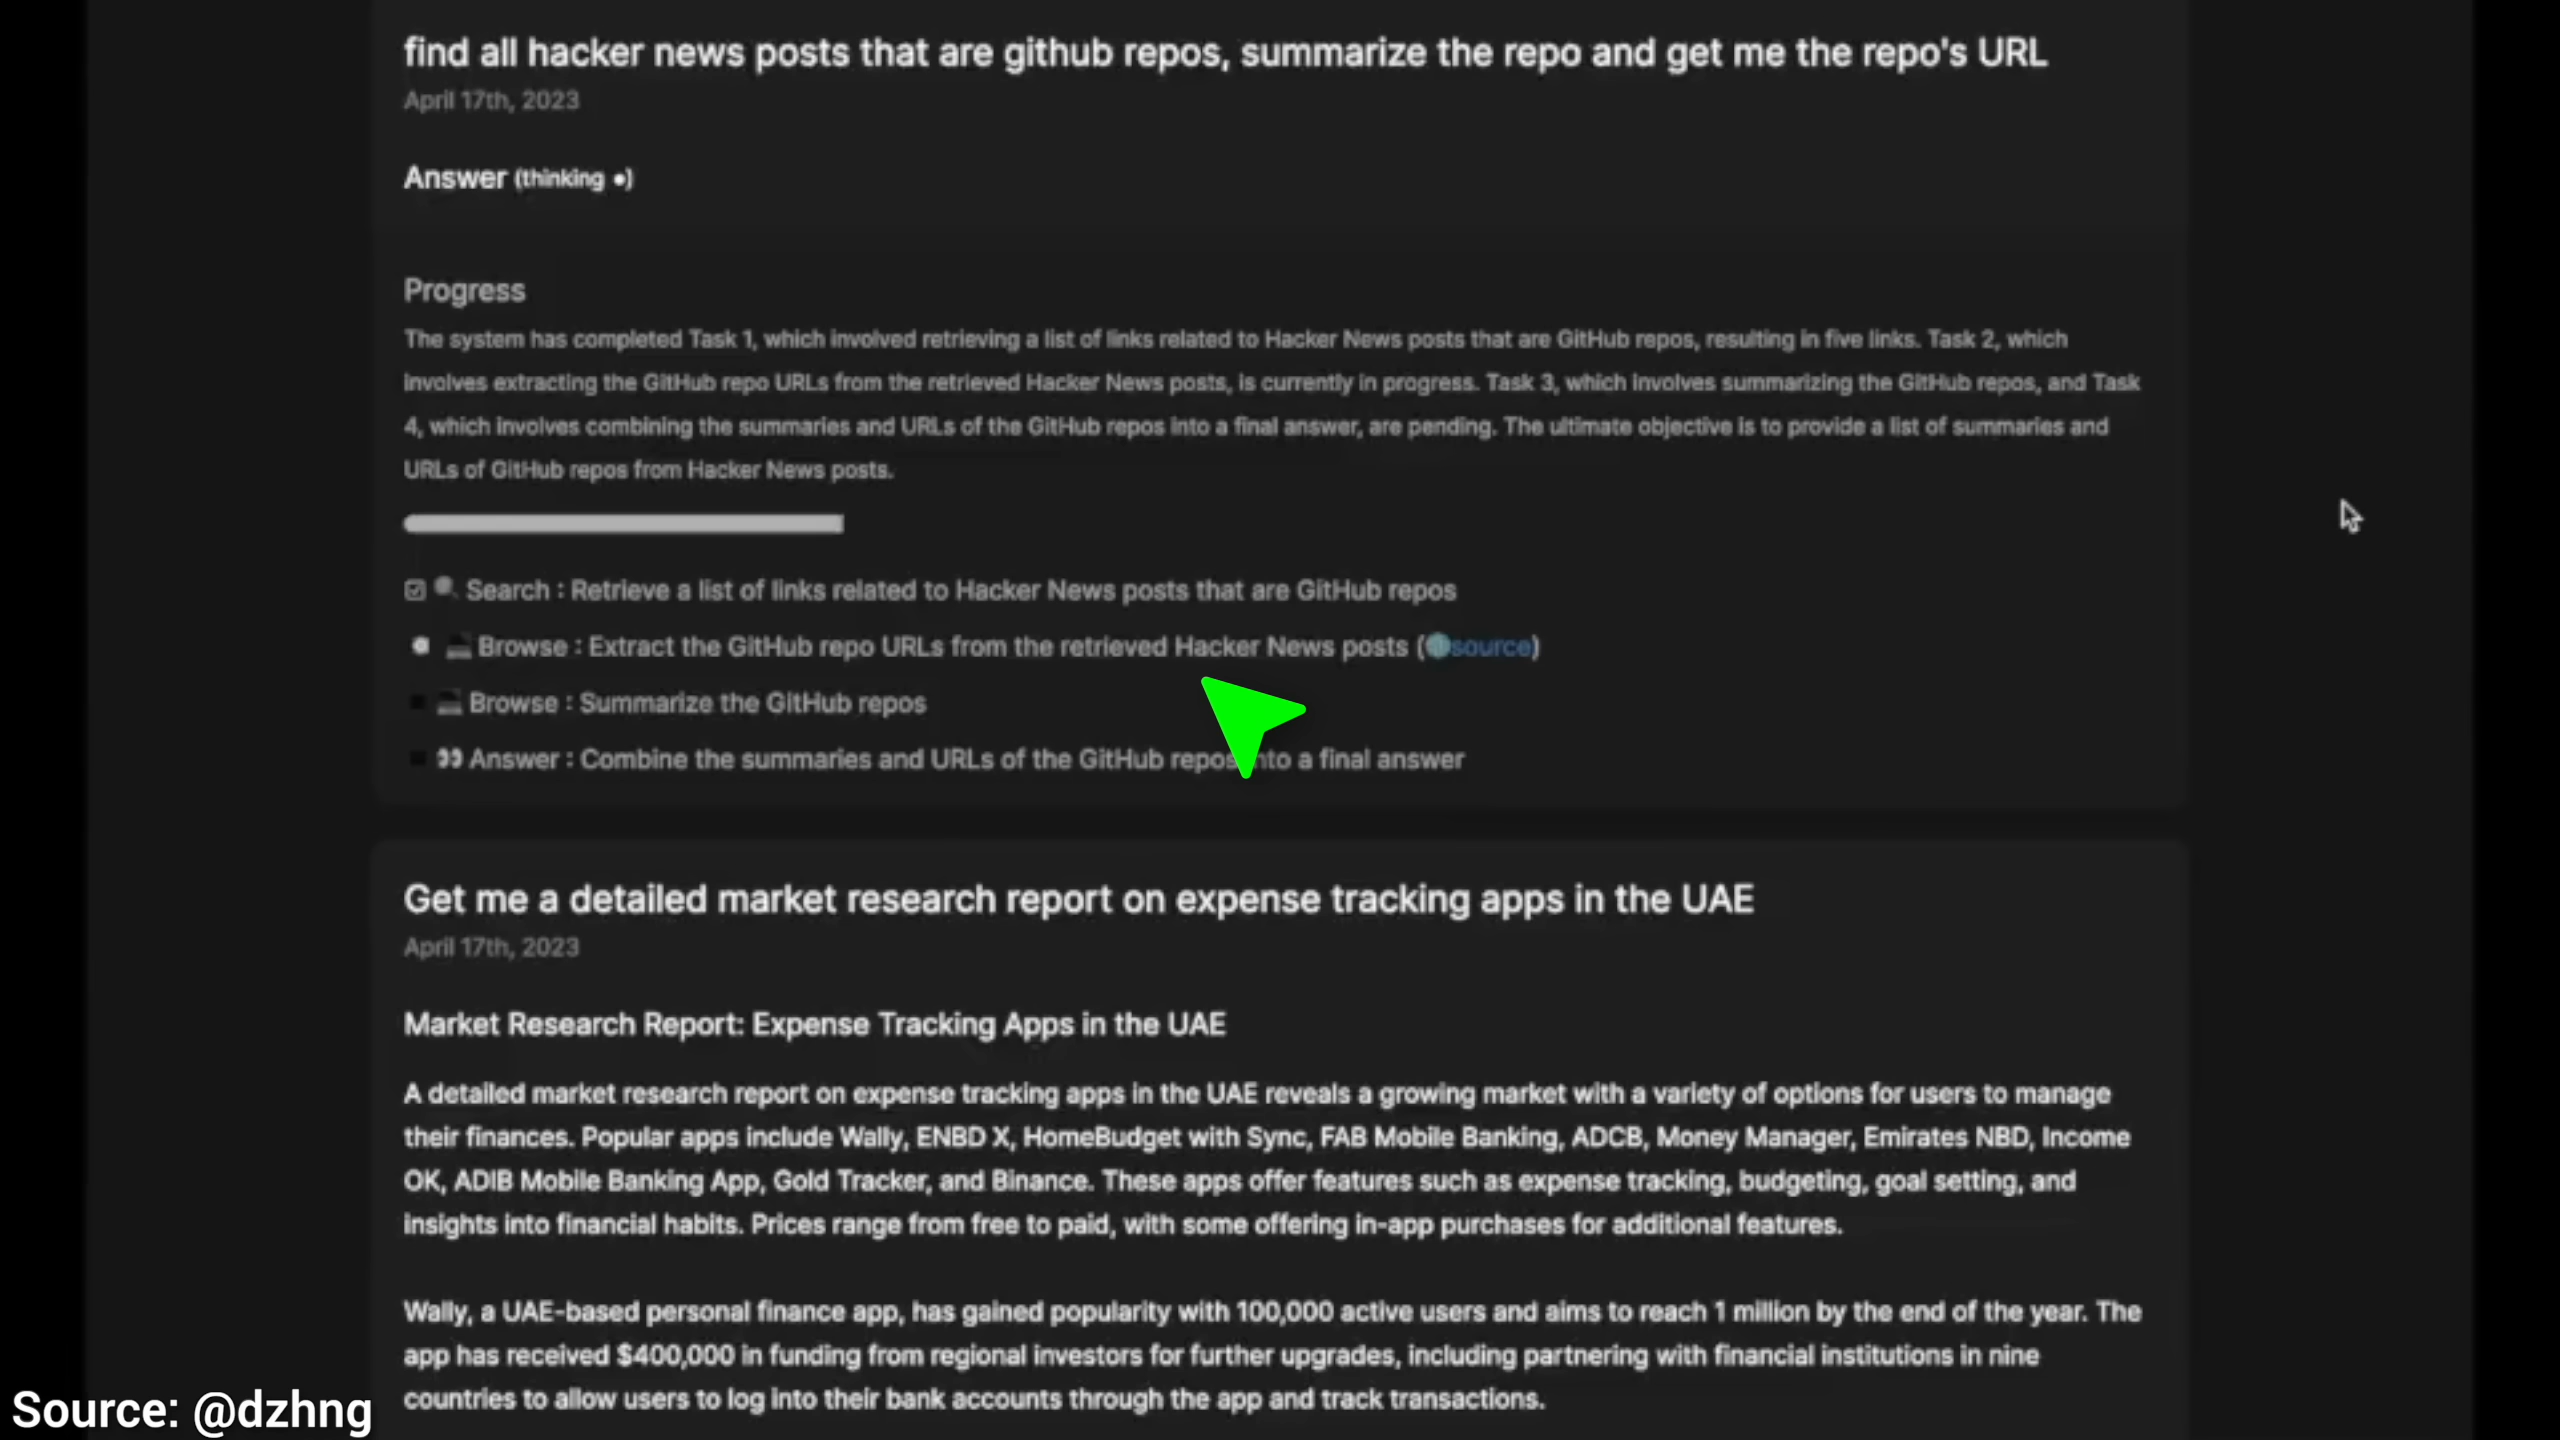 find all hacker news posts that are github repos, summarize the repo and get me the repo's URL
April 17th, 2023
Answer (thinking •)
Progress
The system has completed Task 1, which involved retrieving a list of links related to Hacker News posts that are GitHub repos, resulting in five links. Task 2, which
involves extracting the GitHub repo URLs from the retrieved Hacker News posts, is currently in progress. Task 3, which involves summarizing the GitHub repos, and Task
4, which involves combining the summaries and URLs of the GitHub repos into a final answer, are pending. The ultimate objective is to provide a list of summaries and
URLs of GitHub repos from Hacker News posts.
Search : Retrieve a list of links related to Hacker News posts that are GitHub repos
Browse : Extract the GitHub repo URLs from the retrieved Hacker News posts (source)
Browse : Summarize the GitHub repos
Answer : Combine the summaries and URLs of the GitHub repos into a final answer
Get me a detailed market research report on expense tracking apps in the UAE
April 17th, 2023
Market Research Report: Expense Tracking Apps in the UAE
A detailed market research report on expense tracking apps in the UAE reveals a growing market with a variety of options for users to manage
their finances. Popular apps include Wally, ENBD X, HomeBudget with Sync, FAB Mobile Banking, ADCB, Money Manager, Emirates NBD, Income
OK, ADIB Mobile Banking App, Gold Tracker, and Binance. These apps offer features such as expense tracking, budgeting, goal setting, and
insights into financial habits. Prices range from free to paid, with some offering in-app purchases for additional features.
Wally, a UAE-based personal finance app, has gained popularity with 100,000 active users and aims to reach 1 million by the end of the year. The
app has received $400,000 in funding from regional investors for further upgrades, including partnering with financial institutions in nine
countries to allow users to log into their bank accounts through the app and track transactions.
Source: @dzhng